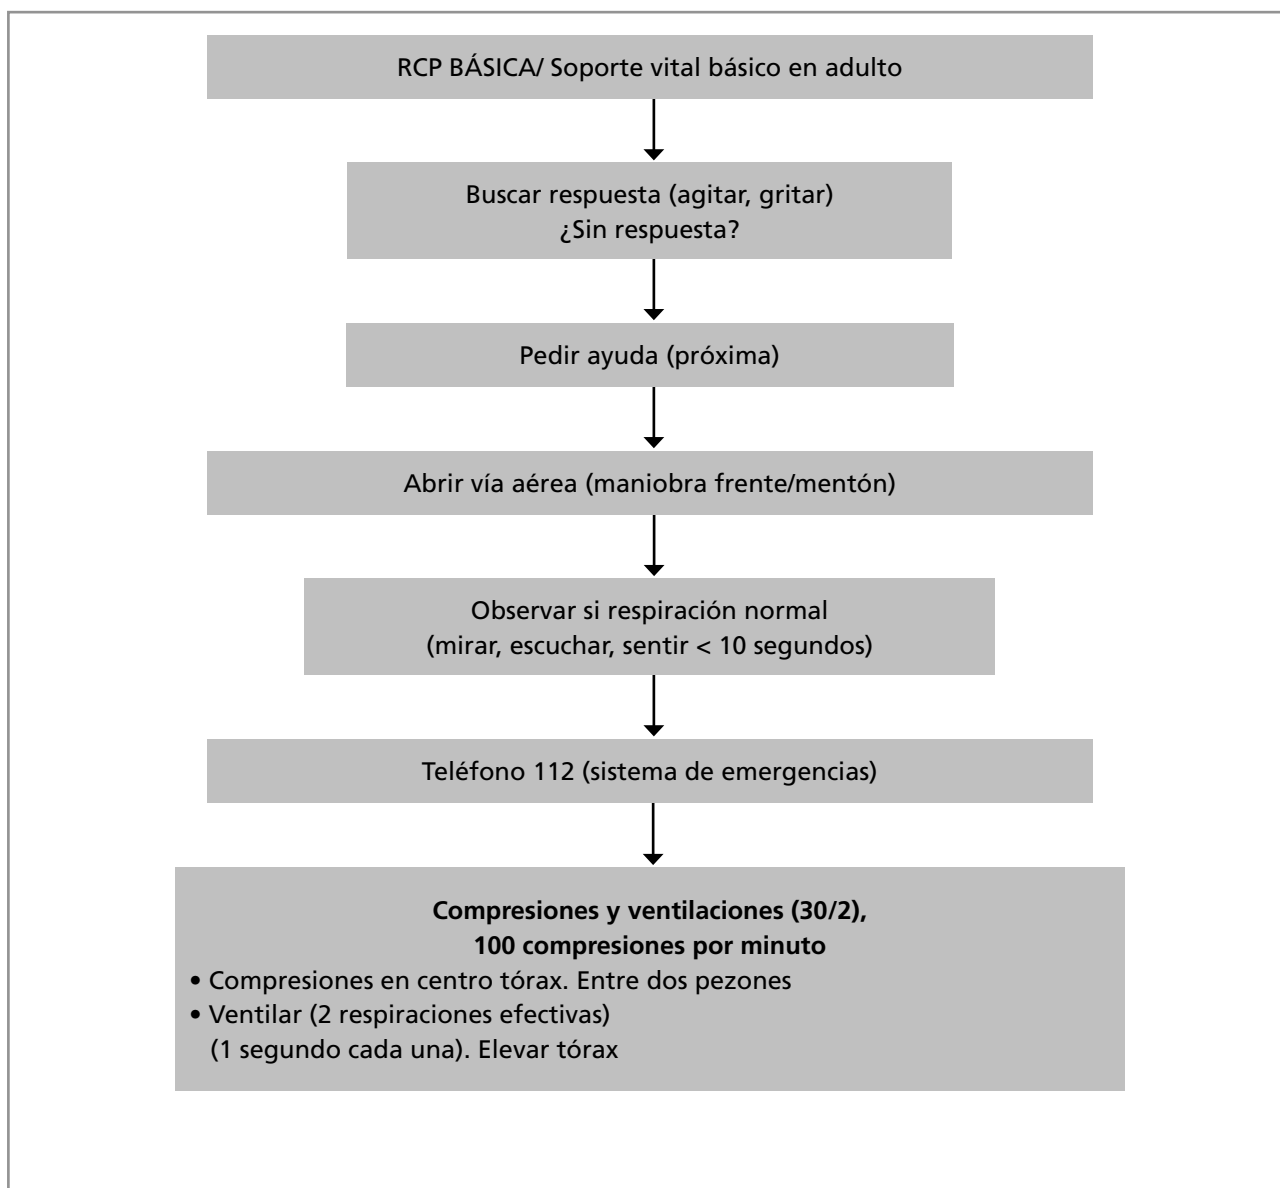 RCP BÁSICA/ Soporte vital básico en adulto
Buscar respuesta (agitar, gritar)
¿Sin respuesta?
Pedir ayuda (próxima)
Abrir vía aérea (maniobra frente/mentón)
Observar si respiración normal
(mirar, escuchar, sentir < 10 segundos)
Teléfono 112 (sistema de emergencias)
Compresiones y ventilaciones (30/2),
100 compresiones por minuto
• Compresiones en centro tórax. Entre dos pezones
• Ventilar (2 respiraciones efectivas)
(1 segundo cada una). Elevar tórax